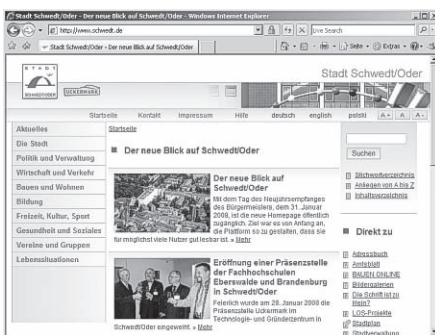 Stadt Schwedt/Oder - Der neue Blick auf Schwedt/Oder - Windows Internet Explorer
http://www.schwedt.de
Live Search
Stadt Schwedt/Oder - Der neue Blick auf Schwedt/Oder
Seite
Extras
STADT
SCHWEDT/ODER
UCKERMARK
Stadt Schwedt/Oder
Startseite Kontakt Impressum Hilfe deutsch english polski A+ A A-
Aktuelles
Die Stadt
Politik und Verwaltung
Wirtschaft und Verkehr
Bauen und Wohnen
Bildung
Freizeit, Kultur, Sport
Gesundheit und Soziales
Vereine und Gruppen
Lebenssituationen
Startseite
Der neue Blick auf Schwedt/Oder
Der neue Blick auf
Schwedt/Oder
Mit dem Tag des Neujahrsempfanges
des Bürgermeisters, dem 31. Januar
2008, ist die neue Homepage öffentlich
zugänglich. Ziel war es von Anfang an,
die Plattform so zu gestalten, dass sie
für möglichst viele Nutzer gut lesbar ist. » Mehr
Eröffnung einer Präsenzstelle
der Fachhochschulen
Eberswalde und Brandenburg
in Schwedt/Oder
Feierlich wurde am 28. Januar 2008 die
Präsenzstelle Uckermark im
Technologie- und Gründerzentrum in
Schwedt/Oder eingeweiht. » Mehr
Suchen
Stichwortverzeichnis
Anliegen von A bis Z
Inhaltsverzeichnis
Direkt zu
Adressbuch
Amtsblatt
BAUEN ONLINE
Bildergalerien
Die Schrift ist zu
klein?
LOS-Projekte
Stadtplan
Stadtverwaltung